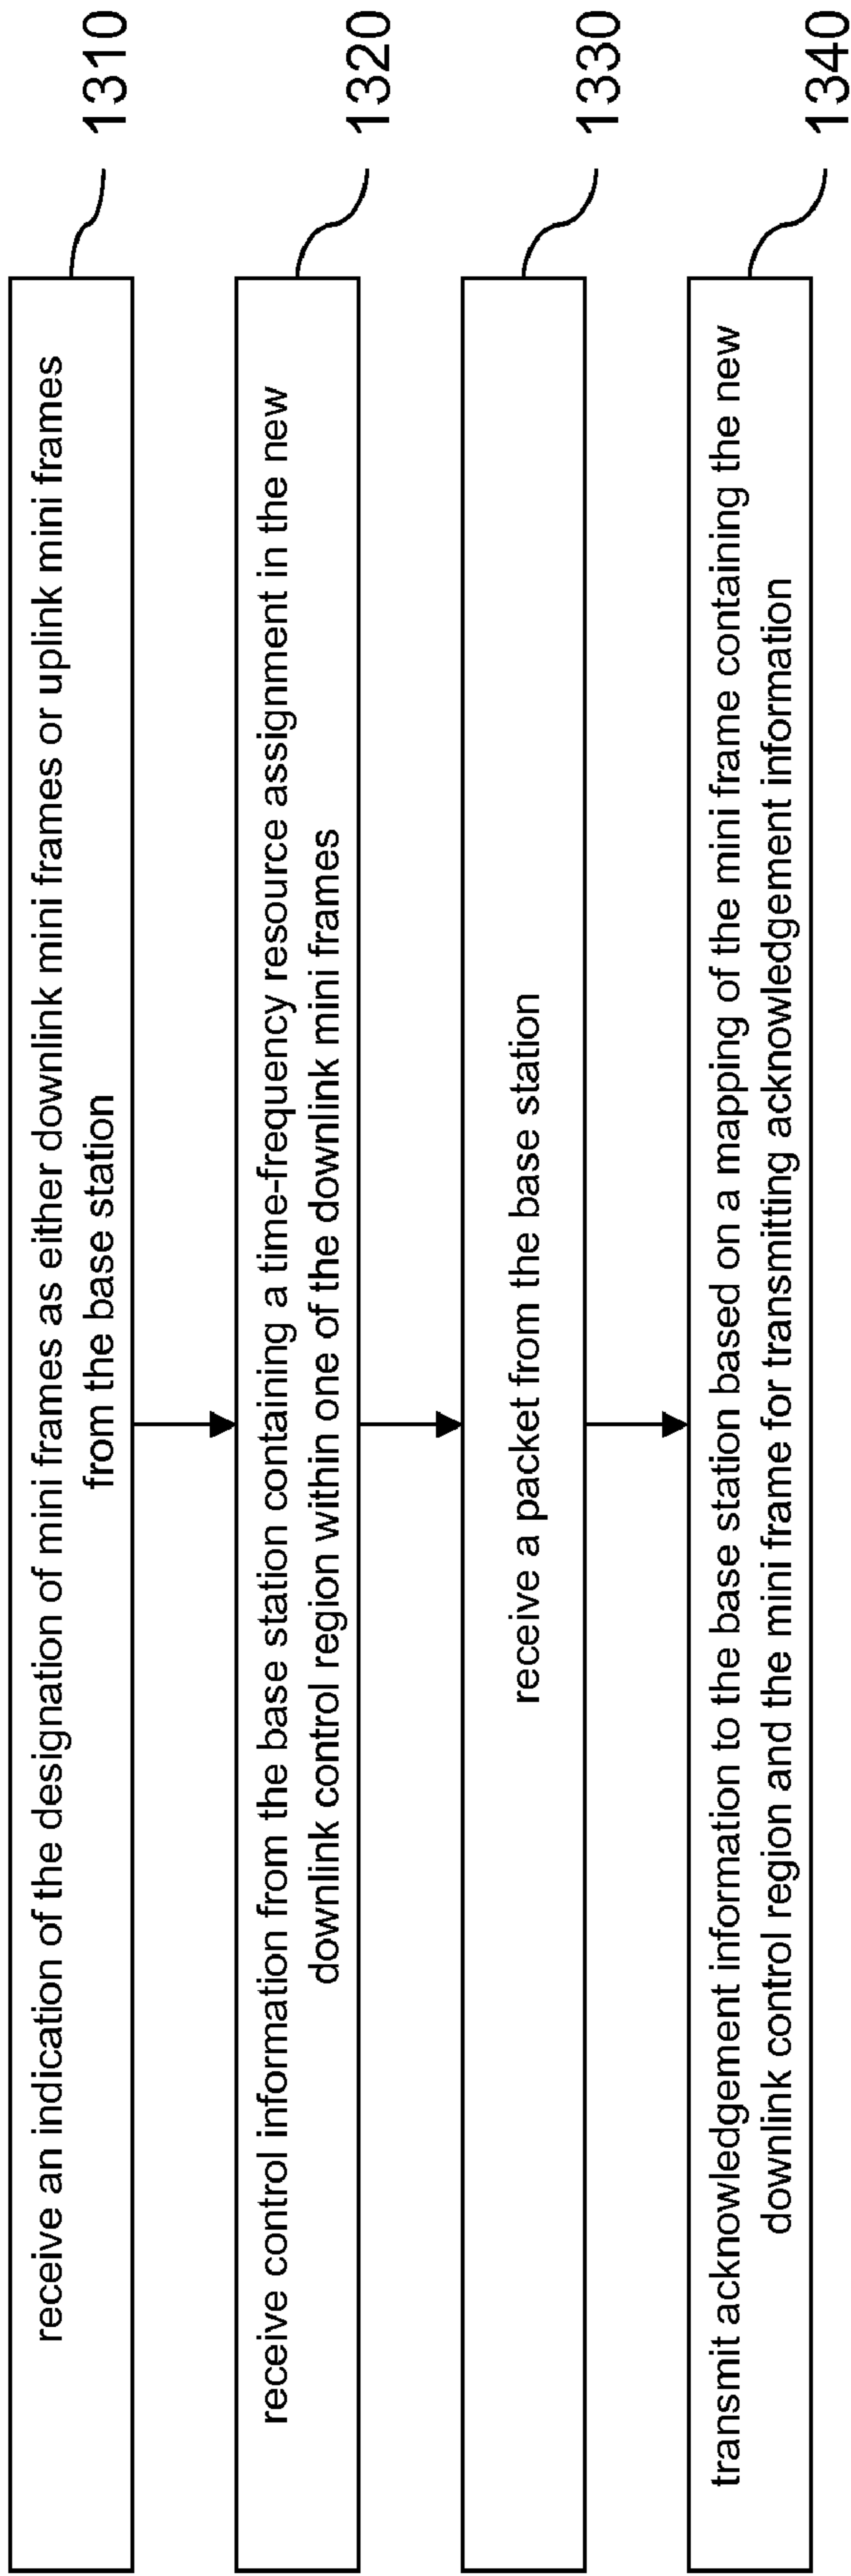 receive an indication of the designation of mini frames as either downlink mini frames or uplink mini frames
from the base station
1310
receive control information from the base station containing a time-frequency resource assignment in the new
downlink control region within one of the downlink mini frames
1320
receive a packet from the base station
1330
transmit acknowledgement information to the base station based on a mapping of the mini frame containing the new
downlink control region and the mini frame for transmitting acknowledgement information
1340